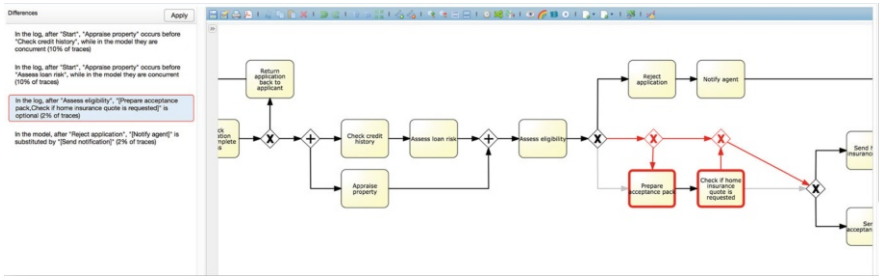 Differences
Apply
In the log, after "Start", "Appraise property" occurs before
"Check credit history", while in the model they are
concurrent (10% of traces)
In the log, after "Start", "Appraise property" occurs before
"Assess loan risk", while in the model they are concurrent
(10% of traces)
In the log, after "Assess eligibility", "[Prepare acceptance
pack,Check if home insurance quote is requested]" is
optional (2% of traces)
In the model, after "Reject application", "[Notify agent]" is
substituted by "[Send notification]" (2% of traces)
Return
application
back to
applicant
Check credit
history
Assess loan risk
Appraise
property
Assess eligibility
Reject
application
Notify agent
Prepare
acceptance pack
Check if home
insurance
quote is
requested